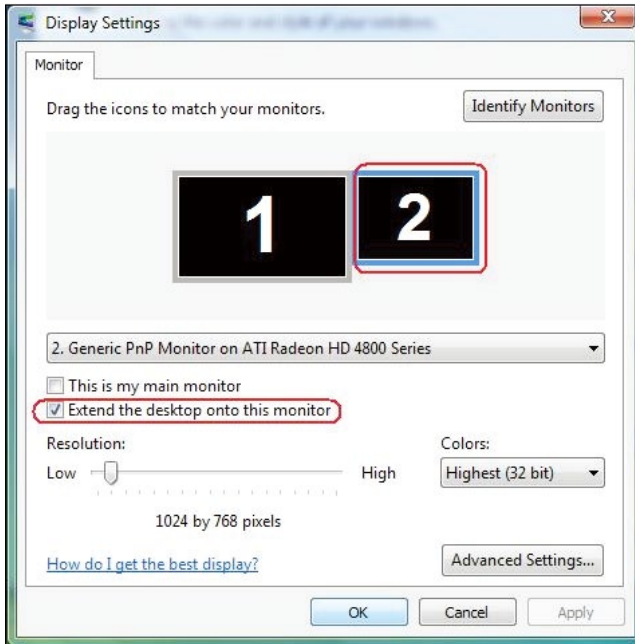 Display Settings
Monitor
Drag the icons to match your monitors.
Identify Monitors
1
2
2. Generic PnP Monitor on ATI Radeon HD 4800 Series
This is my main monitor
Extend the desktop onto this monitor
Resolution:
Colors:
Low
High
Highest (32 bit)
1024 by 768 pixels
How do I get the best display?
Advanced Settings...
OK
Cancel
Apply